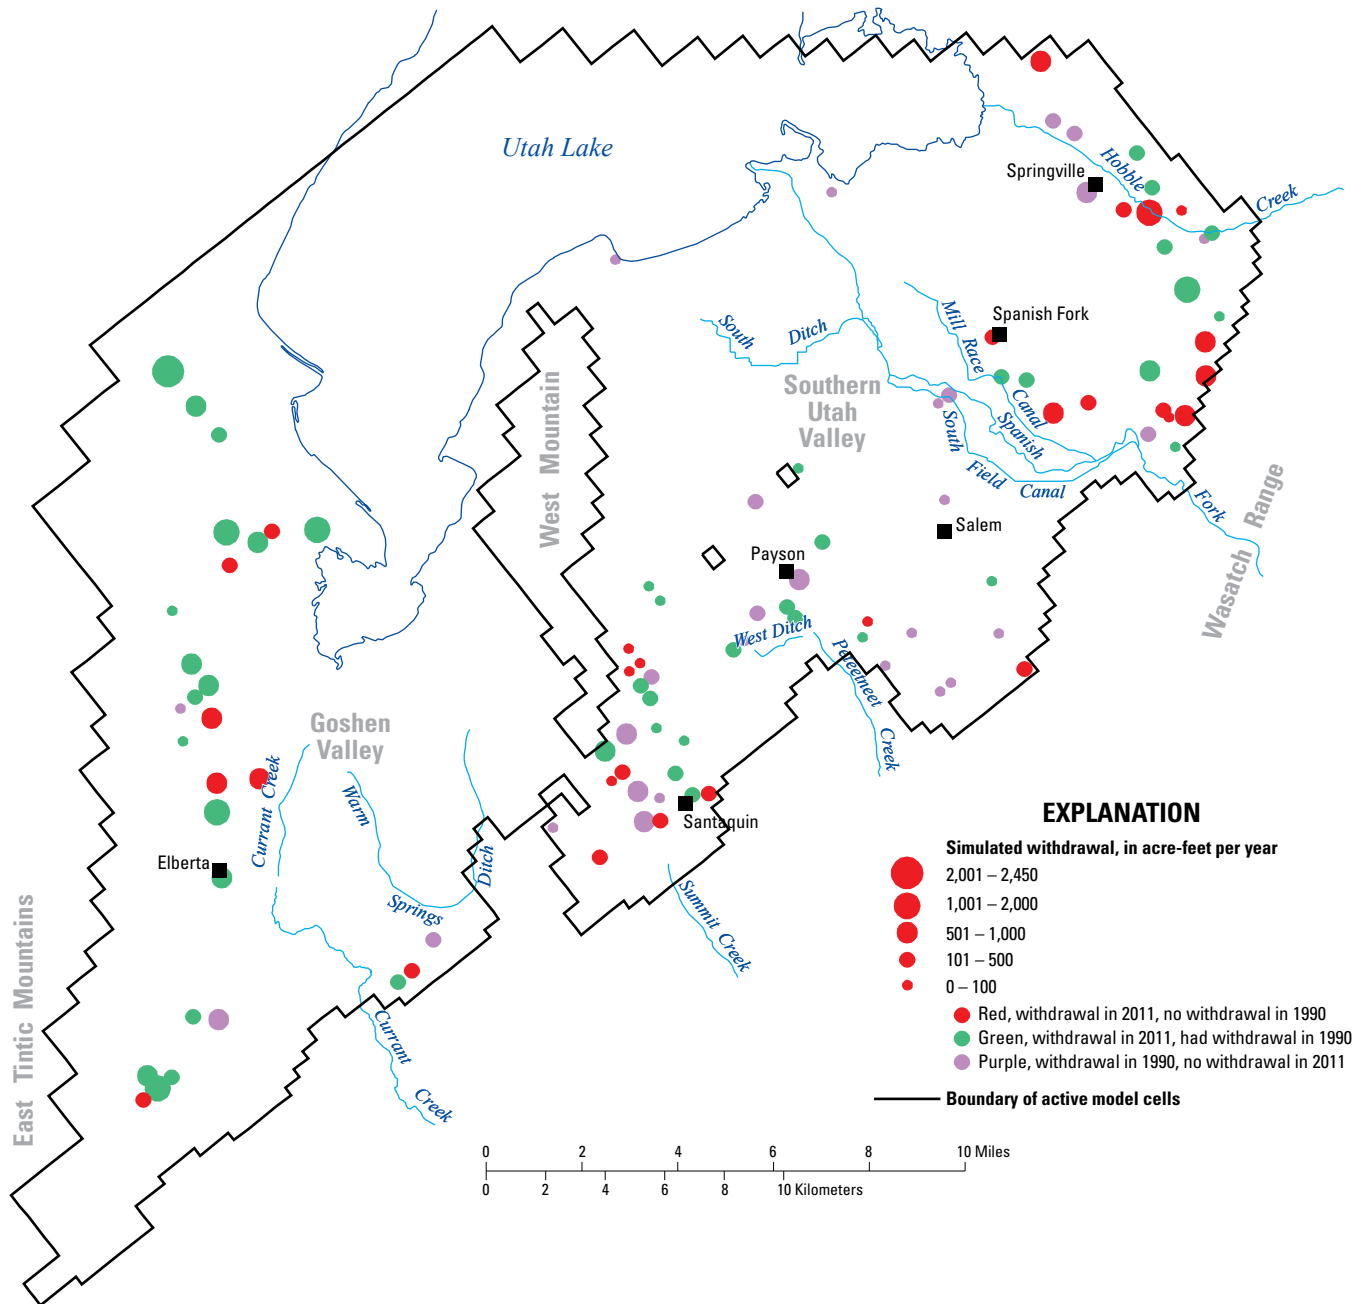 Utah Lake
Springville
Hobble
Creek
Spanish Fork
Mill Race
Canal
South
Ditch
Southern
Utah
Valley
West Mountain
Spanish
South
Field
Canal
Fork
Wasatch Range
Salem
Payson
West Ditch
Peteetneet
Creek
Goshen
Valley
Currant Creek
Warm
Springs
Ditch
Santaquin
Summit Creek
Elberta
East Tintic Mountains
Currant
Creek
EXPLANATION
Simulated withdrawal, in acre-feet per year
2,001 – 2,450
1,001 – 2,000
501 – 1,000
101 – 500
0 – 100
Red, withdrawal in 2011, no withdrawal in 1990
Green, withdrawal in 2011, had withdrawal in 1990
Purple, withdrawal in 1990, no withdrawal in 2011
Boundary of active model cells
0 2 4 6 8 10 Miles
0 2 4 6 8 10 Kilometers